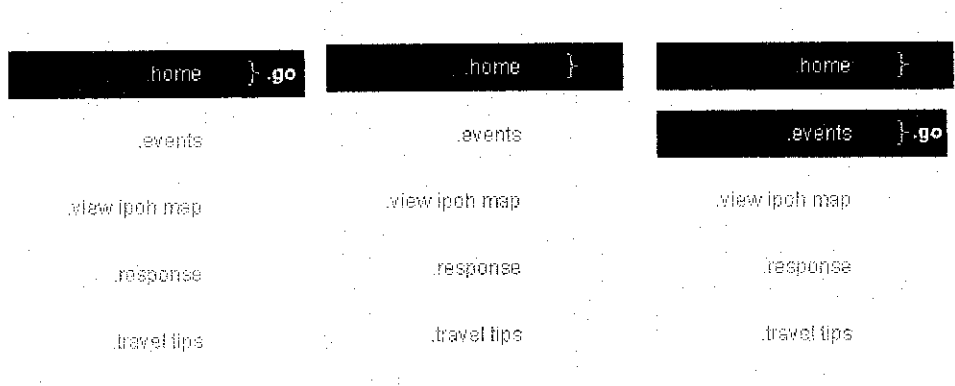 .home } .go
.events
.view ipoh map
.response
.travel tips
.home }
.events
.view ipoh map
.response
.travel tips
.home }
.events } .go
.view ipoh map
.response
.travel tips